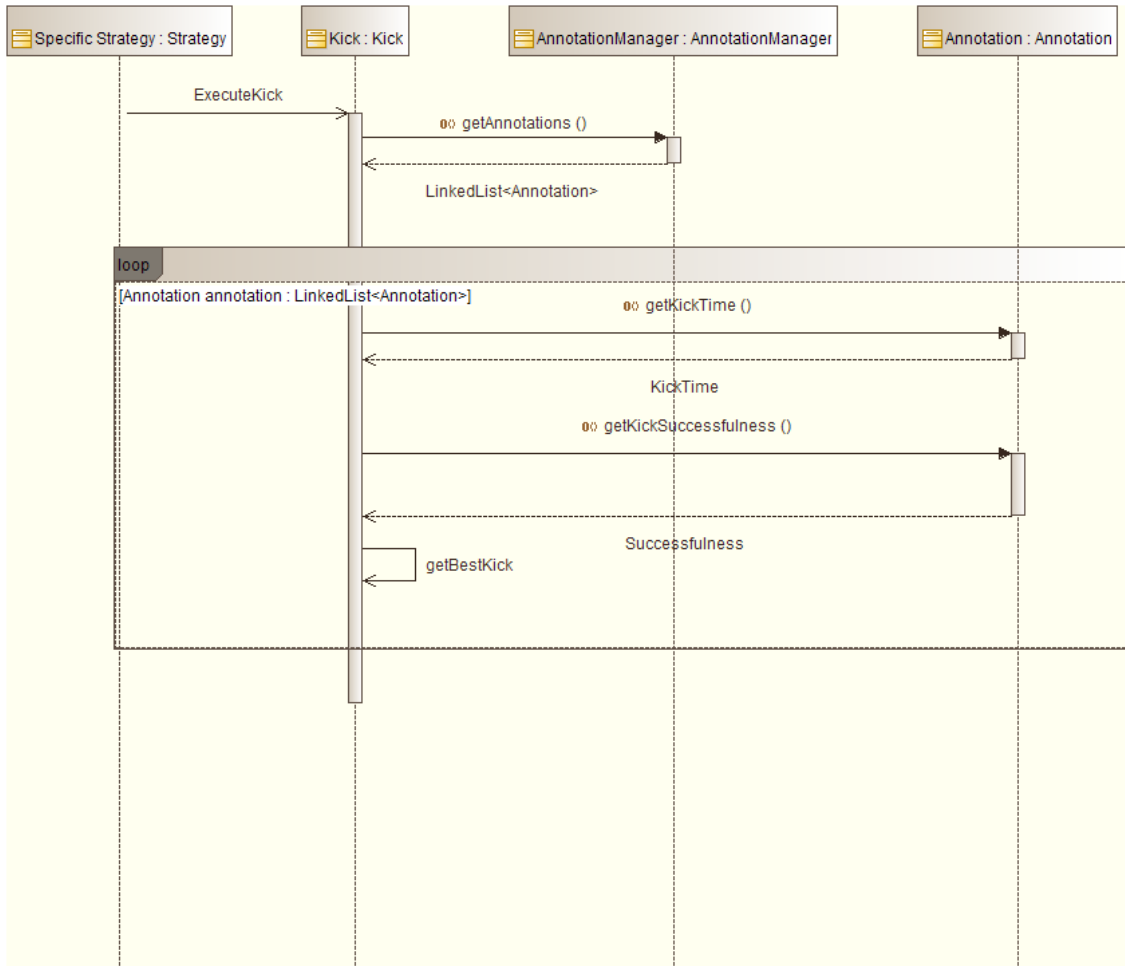 Specific Strategy : Strategy
Kick : Kick
AnnotationManager : AnnotationManager
Annotation : Annotation
ExecuteKick
getAnnotations ()
LinkedList<Annotation>
loop
[Annotation annotation : LinkedList<Annotation>]
getKickTime ()
KickTime
getKickSuccessfulness ()
Successfulness
getBestKick